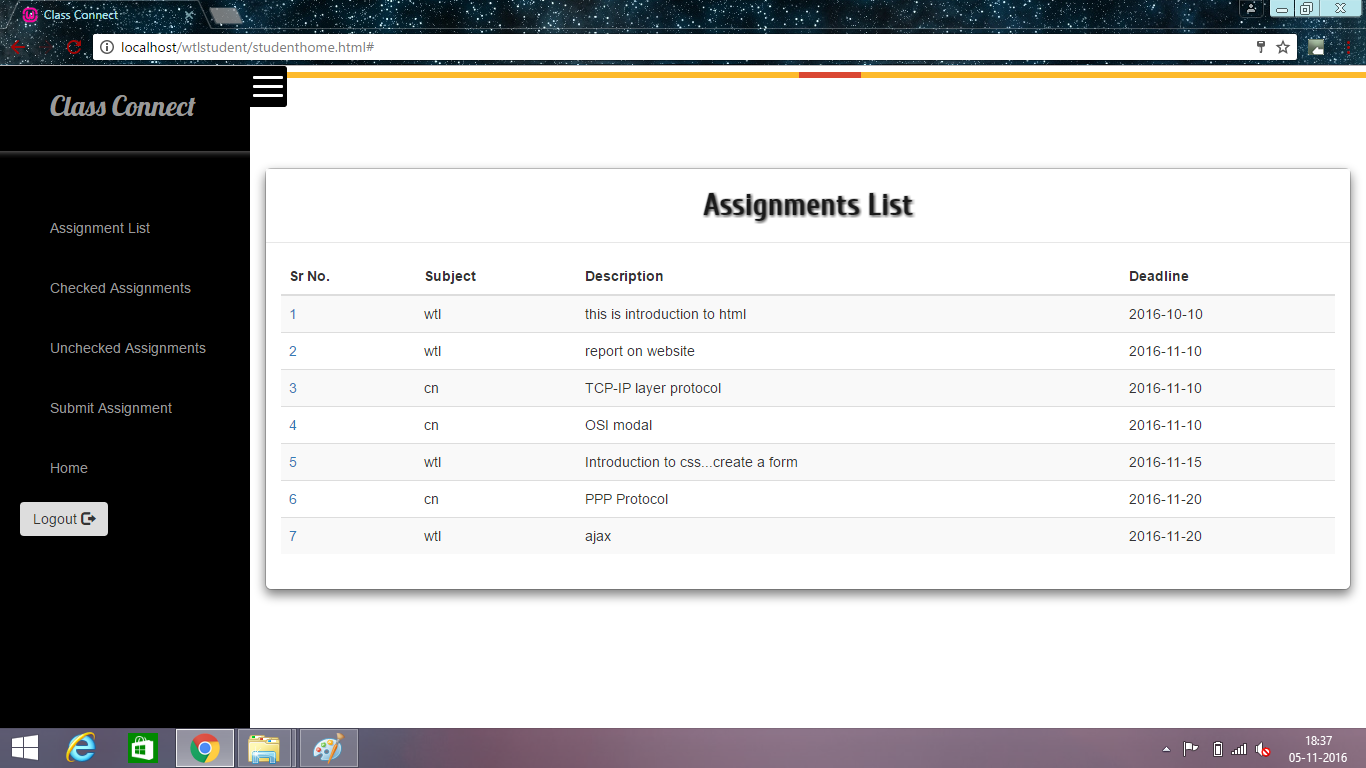 Class Connect
localhost/wtlstudent/studenthome.html#
Class Connect
Assignment List
Checked Assignments
Unchecked Assignments
Submit Assignment
Home
Logout
Assignments List
Sr No. Subject Description Deadline
1 wtl this is introduction to html 2016-10-10
2 wtl report on website 2016-11-10
3 cn TCP-IP layer protocol 2016-11-10
4 cn OSI modal 2016-11-10
5 wtl Introduction to css...create a form 2016-11-15
6 cn PPP Protocol 2016-11-20
7 wtl ajax 2016-11-20
18:37
05-11-2016